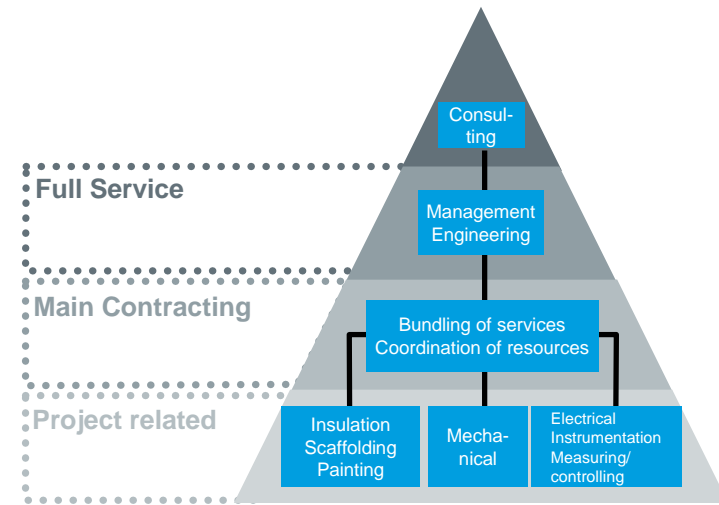 Consul-
ting
Full Service
Management
Engineering
Main Contracting
Bundling of services
Coordination of resources
Project related
Insulation
Scaffolding
Painting
Mecha-
nical
Electrical
Instrumentation
Measuring/
controlling